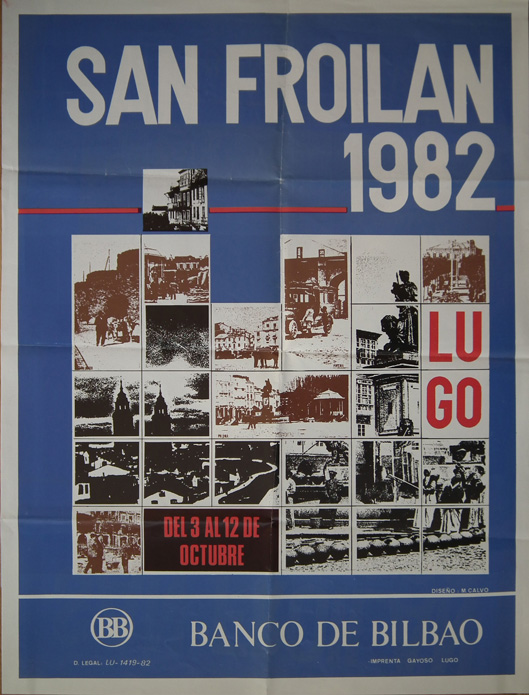 SAN FROILAN
1982
LU
GO
DEL 3 AL 12 DE
OCTUBRE
DISEÑO - M. CALVO
BB
BANCO DE BILBAO
D. LEGAL- LU-1419-82
-IMPRENTA GAYOSO LUGO